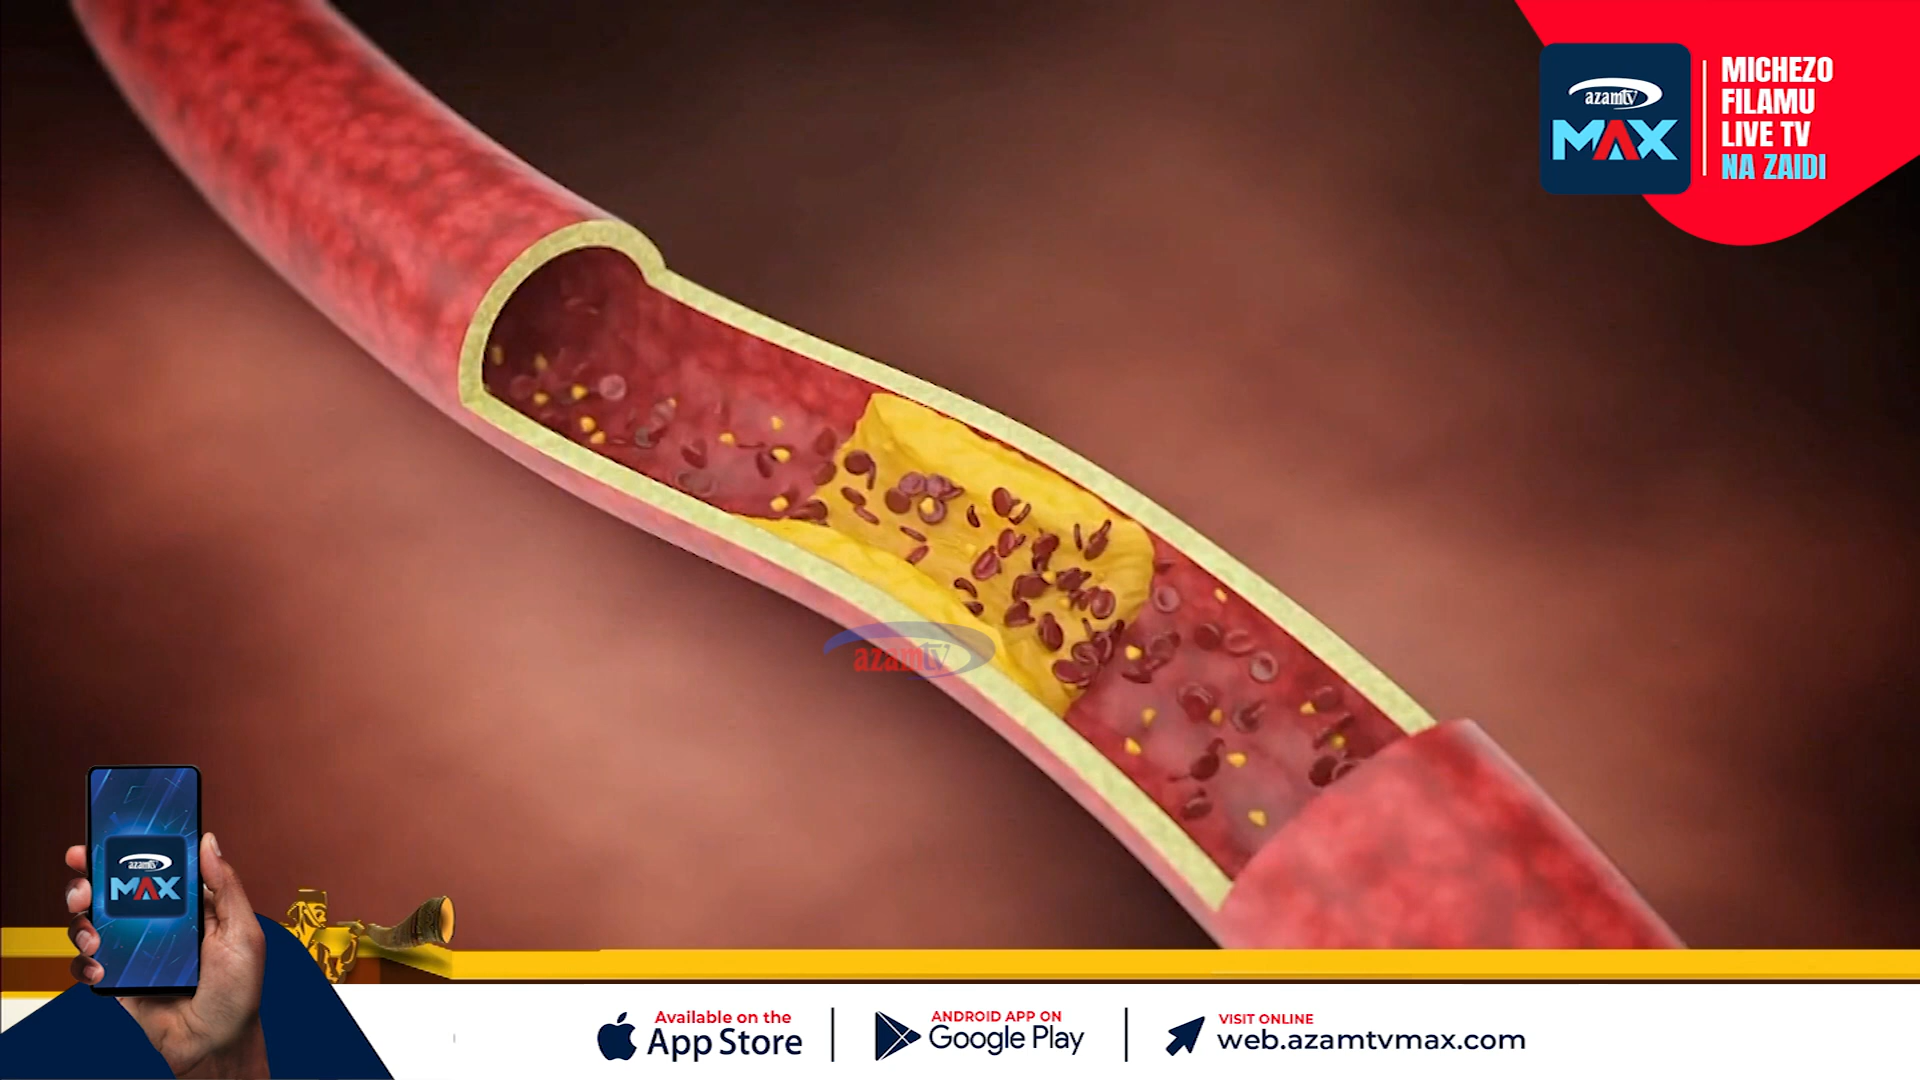 azamtv
MAX
MICHEZO
FILAMU
LIVE TV
NA ZAIDI
azamtv
azamtv
MAX
Available on the
App Store
ANDROID APP ON
Google Play
VISIT ONLINE
web.azamtvmax.com